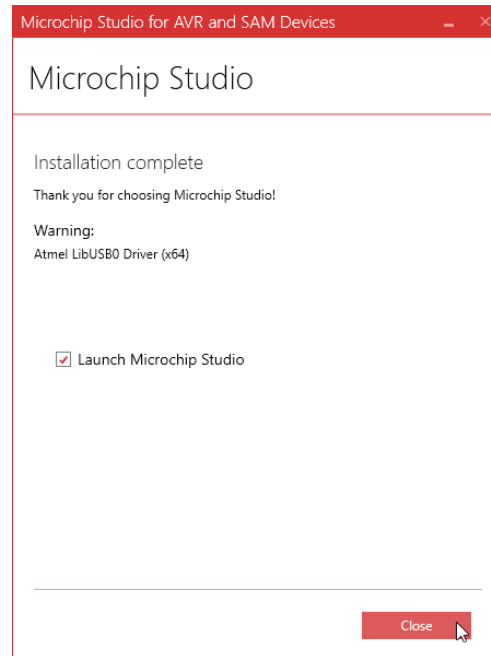 Microchip Studio for AVR and SAM Devices
Microchip Studio
Installation complete
Thank you for choosing Microchip Studio!
Warning:
Atmel LibUSB0 Driver (x64)
Launch Microchip Studio
Close